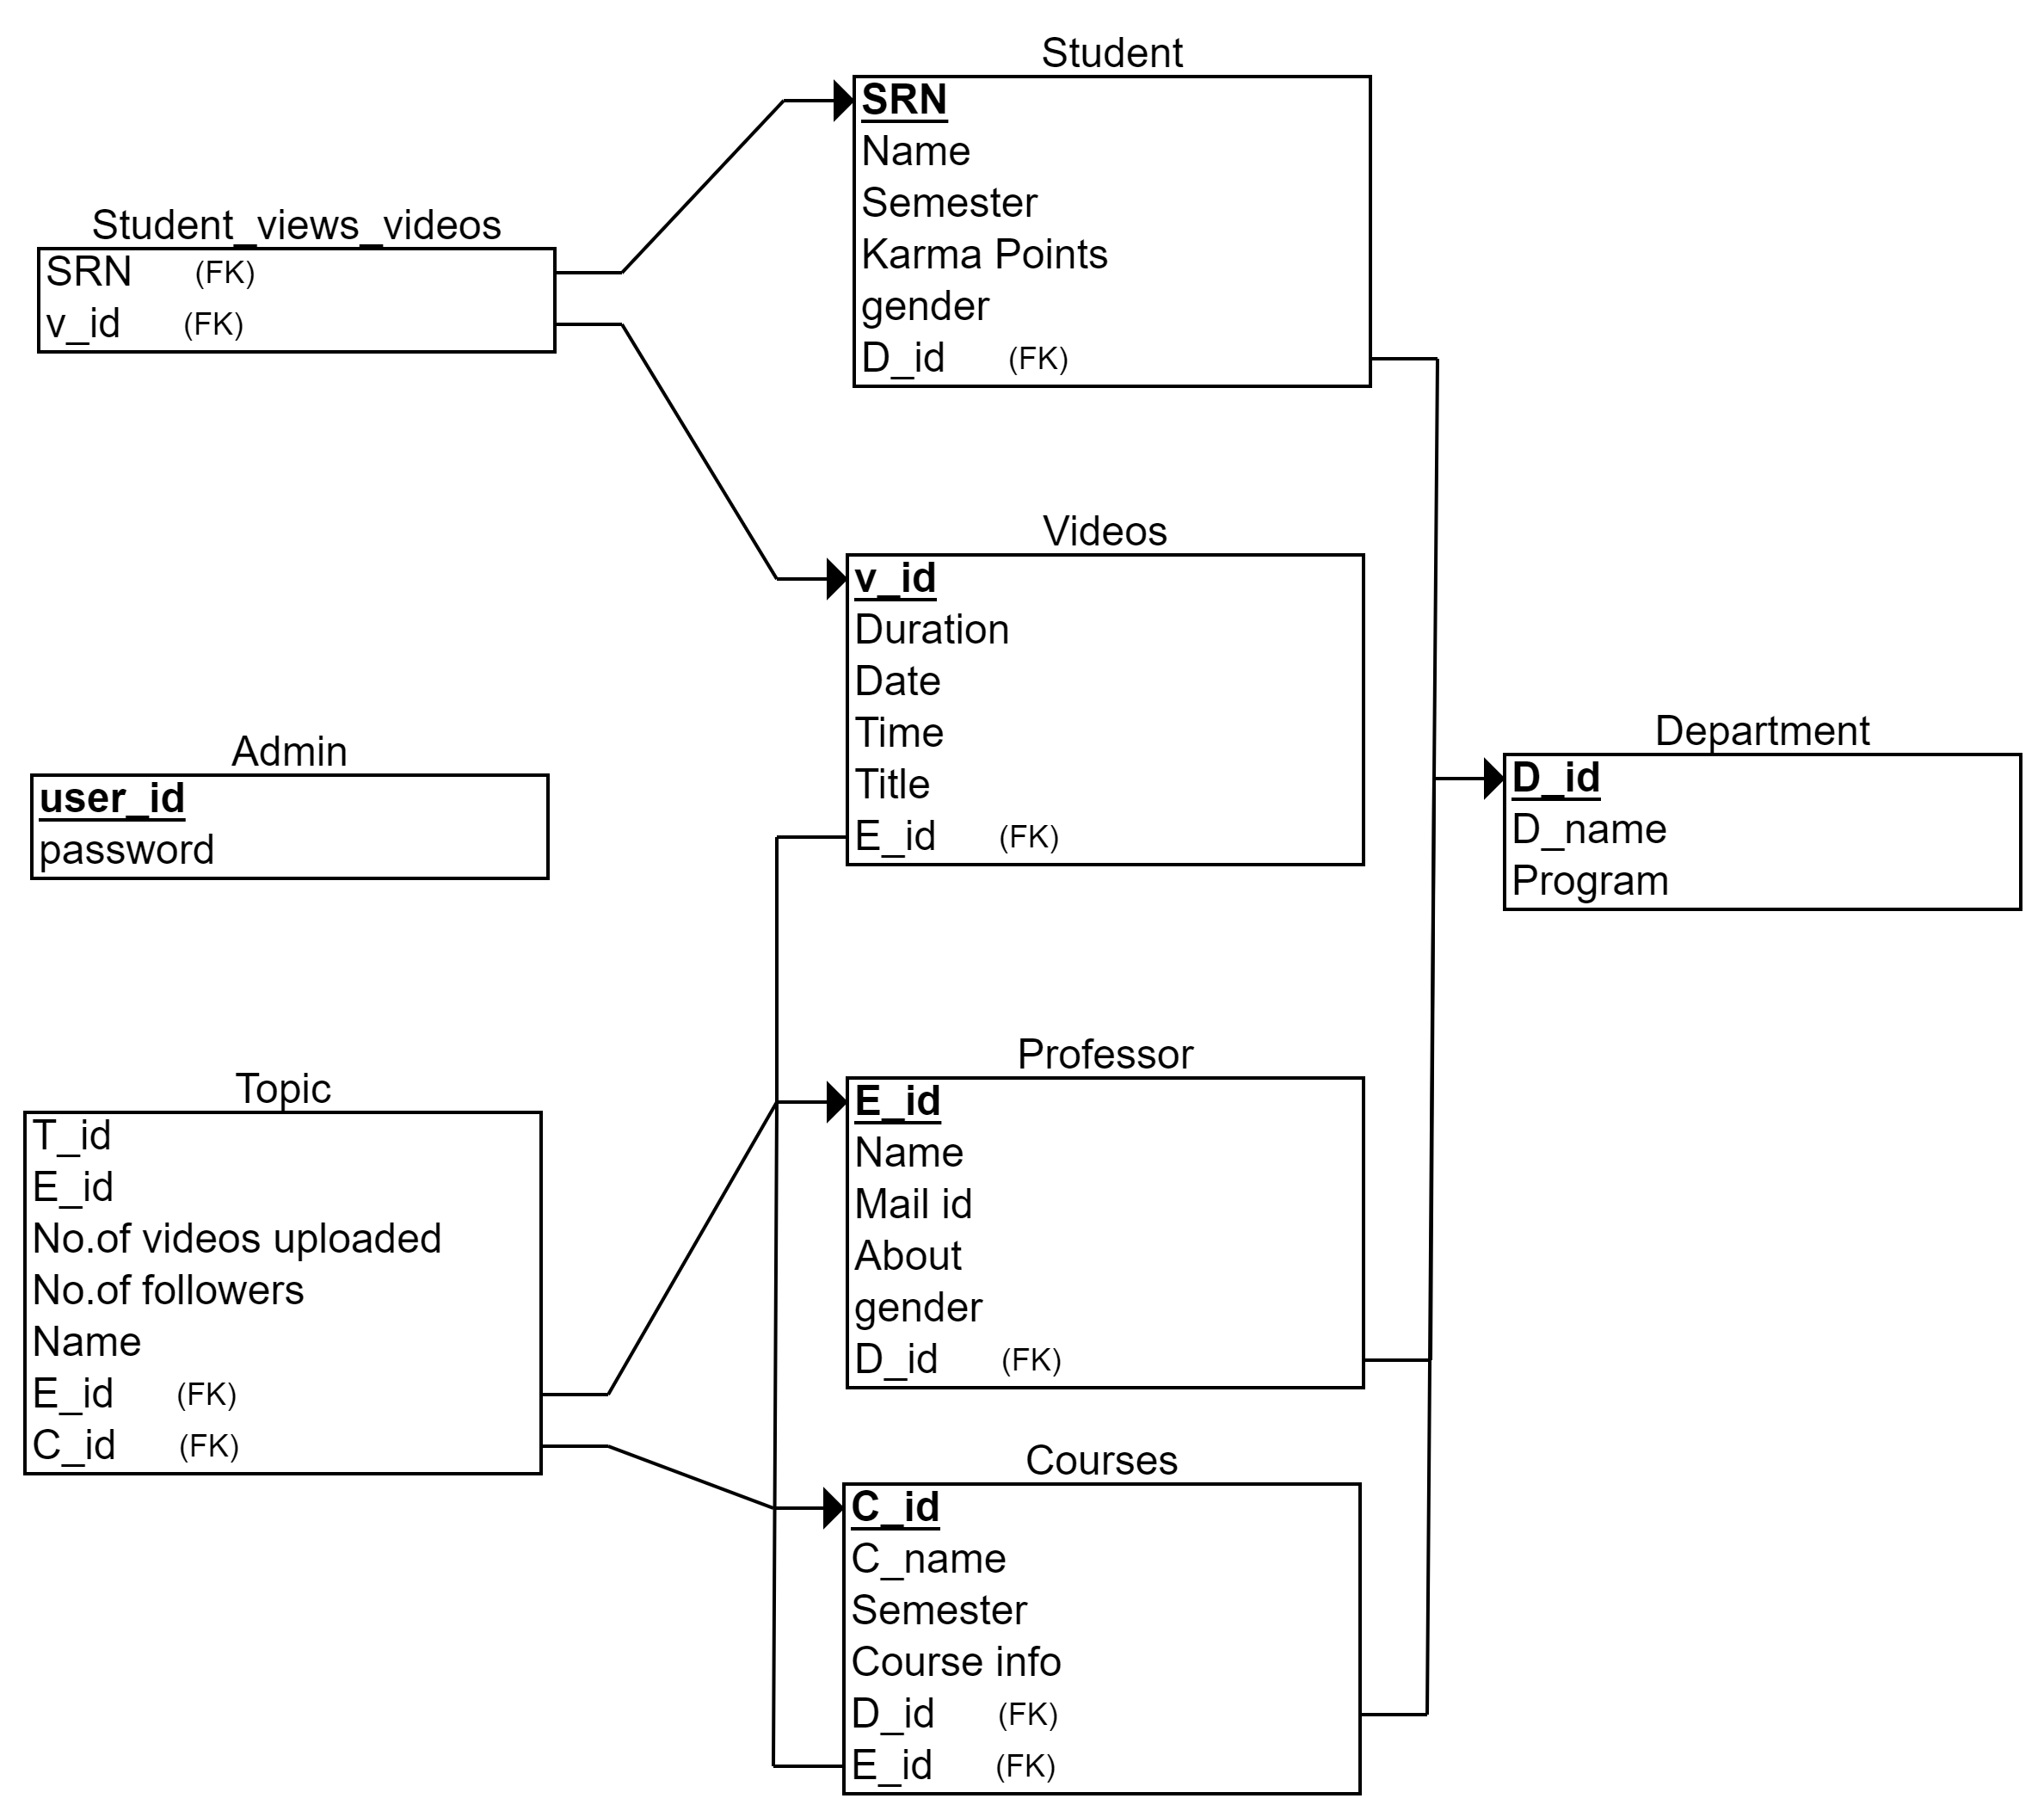 Student
SRN
Name
Semester
Karma Points
gender
D_id (FK)
Student_views_videos
SRN (FK)
v_id (FK)
Videos
v_id
Duration
Date
Time
Title
E_id (FK)
Admin
user_id
password
Department
D_id
D_name
Program
Topic
T_id
E_id
No.of videos uploaded
No.of followers
Name
E_id (FK)
C_id (FK)
Professor
E_id
Name
Mail id
About
gender
D_id (FK)
Courses
C_id
C_name
Semester
Course info
D_id (FK)
E_id (FK)